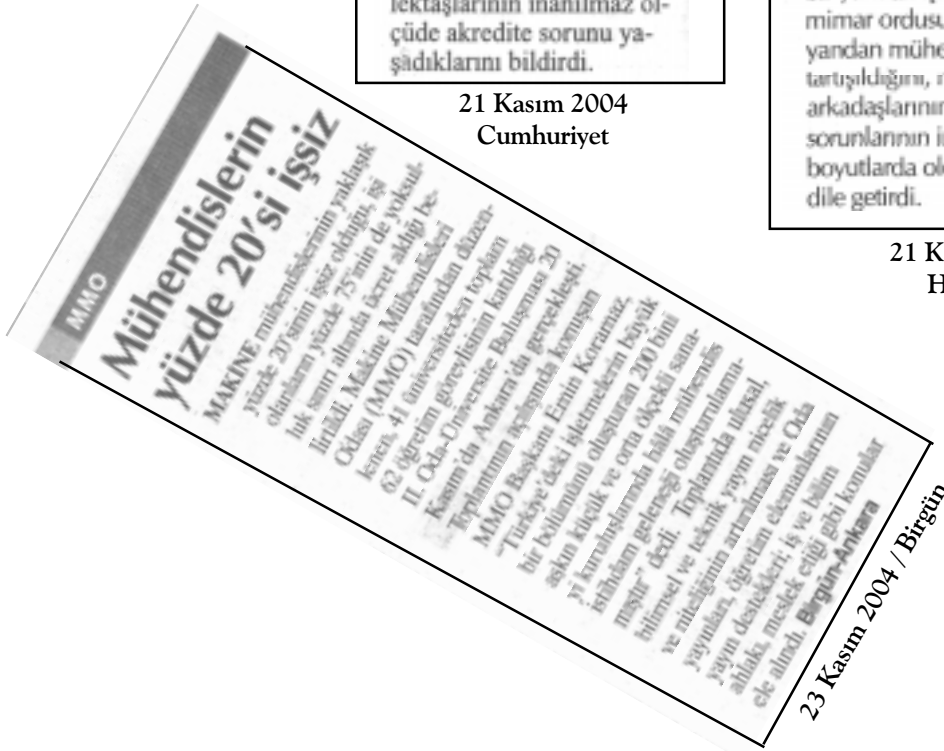 lektaşlarının inanılmaz öl-
çüde akredite sorunu ya-
şadıklarını bildirdi.
21 Kasım 2004
Cumhuriyet
mimar ordusu
yandan mühe
tartışıldığını,
arkadaşlarının
sorunlarının i
boyutlarda old
dile getirdi.
21 K
H
MMO
Mühendislerin
yüzde 20'si işsiz
MAKİNE mühendislerinin yaklaşık
yüzde 20'sinin işsiz olduğu, işi
olanların yüzde 75'inin de yoksul-
luk sınırı altında ücret aldığı be-
lirtildi. Makine Mühendisleri
Odası (MMO) tarafından düzen-
lenen, 41 üniversiteden toplam
62 öğretim görevlisinin katıldığı
II. Oda-Üniversite Buluşması 20
Kasım'da Ankara'da gerçekleşti.
Toplantının açılışında konuşan
MMO Başkanı Emin Koramaz,
"Türkiye'deki işletmelerin büyük
bir bölümünü oluşturan 200 bini
aşkın küçük ve orta ölçekli sana-
yi kuruluşlarında hâlâ mühendis
istihdam geleneği oluşturulama-
mıştır" dedi. Toplantıda ulusal,
bilimsel ve teknik yayın nicelik
ve niteliğinin artırılması ve Oda
yayınları, öğretim elemanlarının
yayın destekleri, iş ve bilim
ahlakı, meslek etiği gibi konular
ele alındı. Birgün-Ankara
23 Kasım 2004 / Birgün